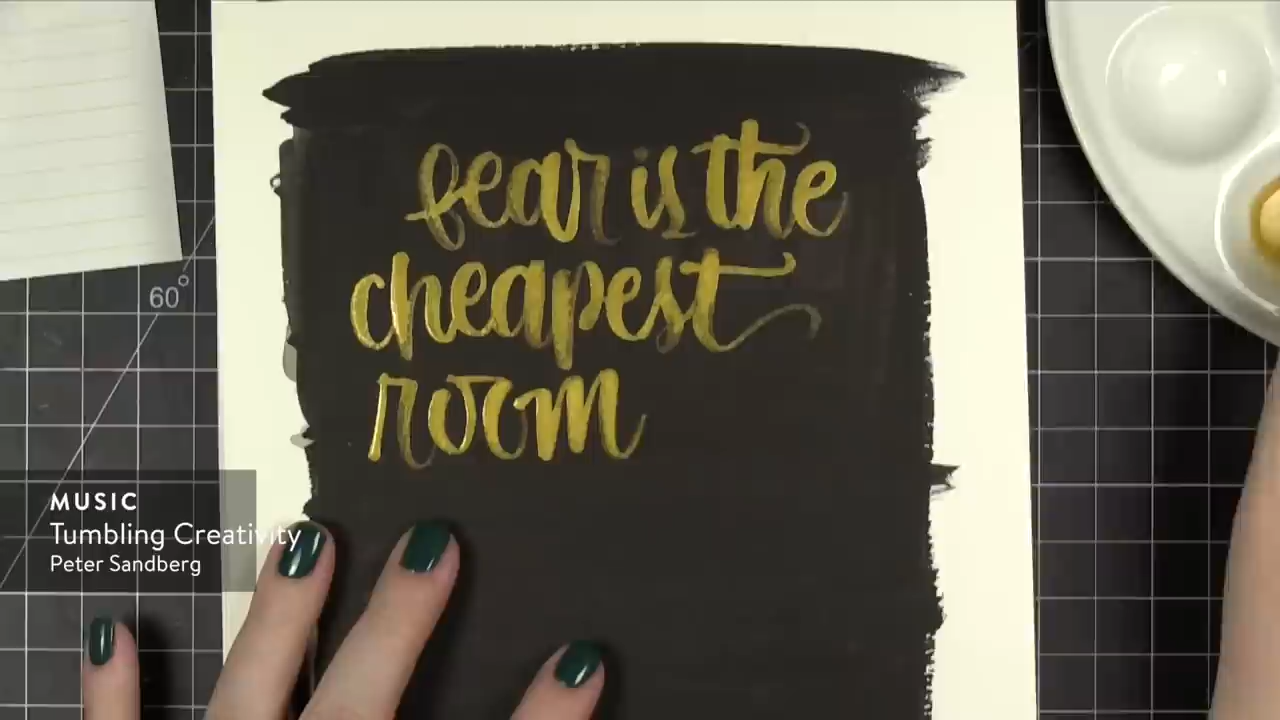 fear is the
cheapest
room
60°
MUSIC
Tumbling Creativity
Peter Sandberg